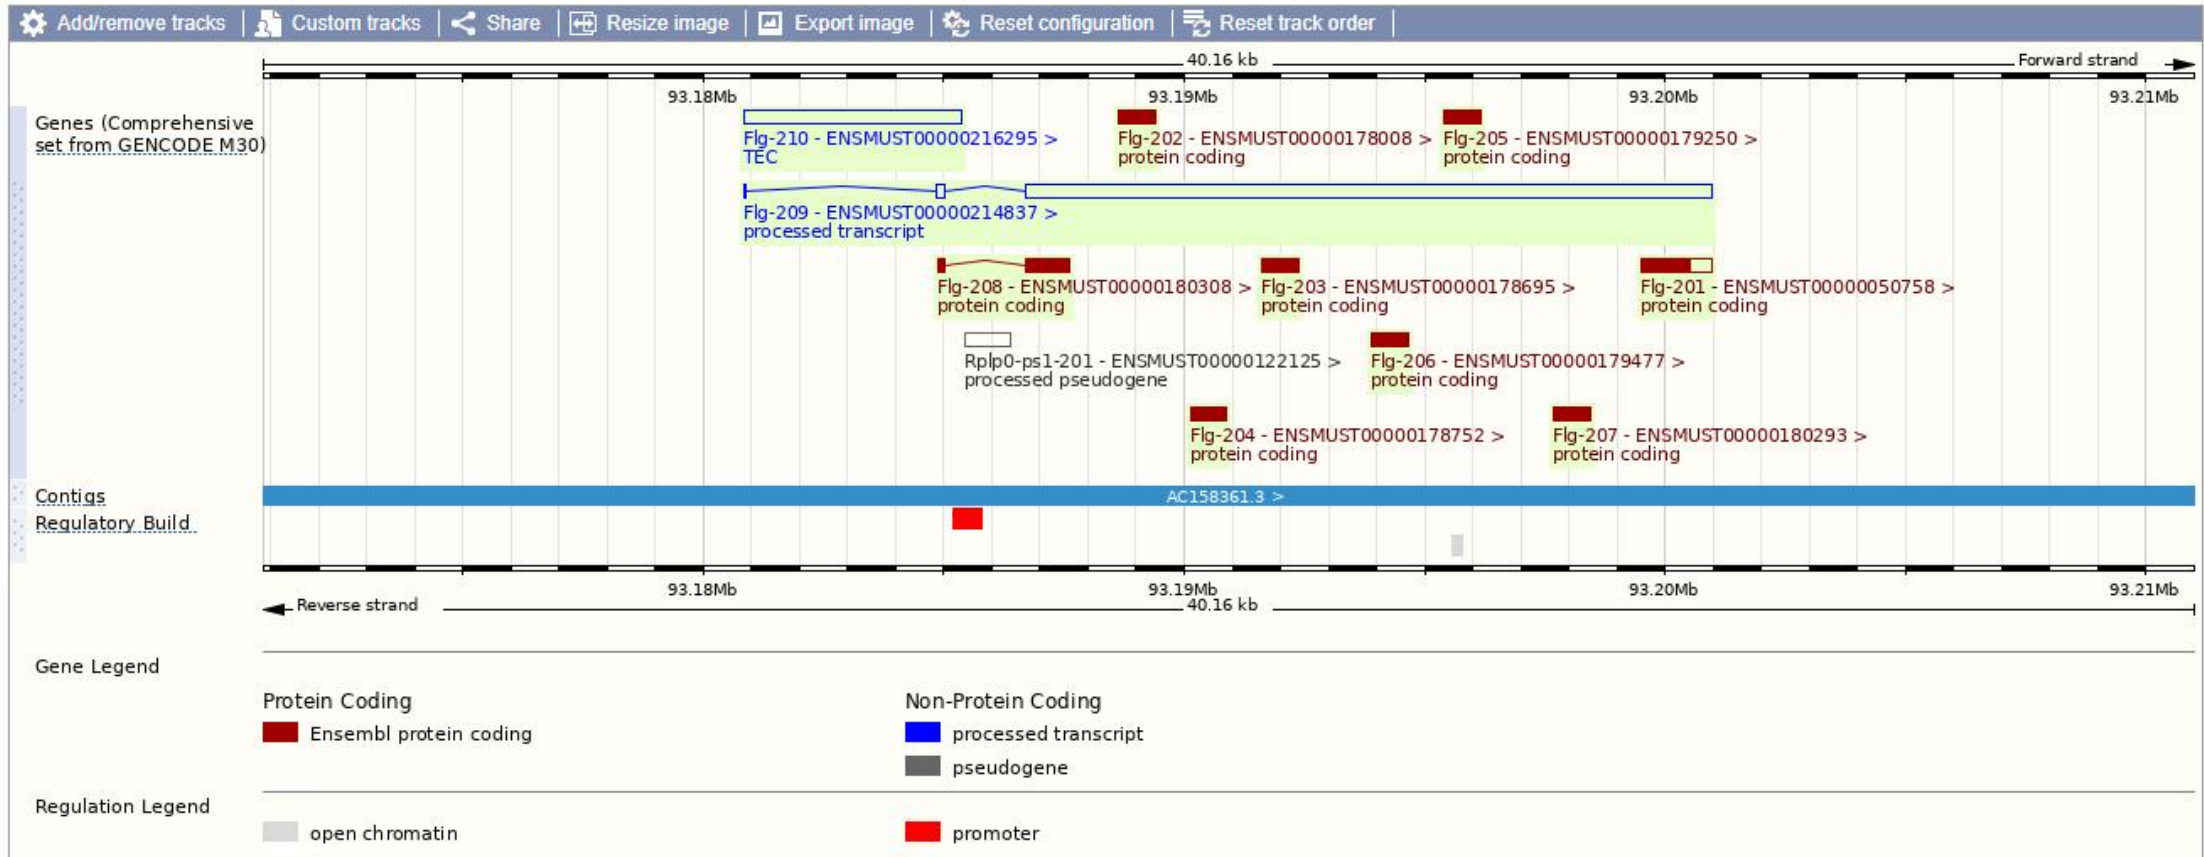 Add/remove tracks Custom tracks Share Resize image Export image Reset configuration Reset track order
40.16 kb Forward strand
93.18Mb 93.19Mb 93.20Mb 93.21Mb
Genes (Comprehensive
set from GENCODE M30)
Flg-210 - ENSMUST00000216295 > Flg-202 - ENSMUST00000178008 > Flg-205 - ENSMUST00000179250 >
TEC protein coding protein coding
Flg-209 - ENSMUST00000214837 >
processed transcript
Flg-208 - ENSMUST00000180308 > Flg-203 - ENSMUST00000178695 > Flg-201 - ENSMUST00000050758 >
protein coding protein coding protein coding
Rplp0-ps1-201 - ENSMUST00000122125 > Flg-206 - ENSMUST00000179477 >
processed pseudogene protein coding
Flg-204 - ENSMUST00000178752 > Flg-207 - ENSMUST00000180293 >
protein coding protein coding
Contigs AC158361.3 >
Regulatory Build
93.18Mb 93.19Mb 93.20Mb 93.21Mb
Reverse strand 40.16 kb
Gene Legend
Protein Coding Non-Protein Coding
Ensembl protein coding processed transcript
pseudogene
Regulation Legend
open chromatin promoter